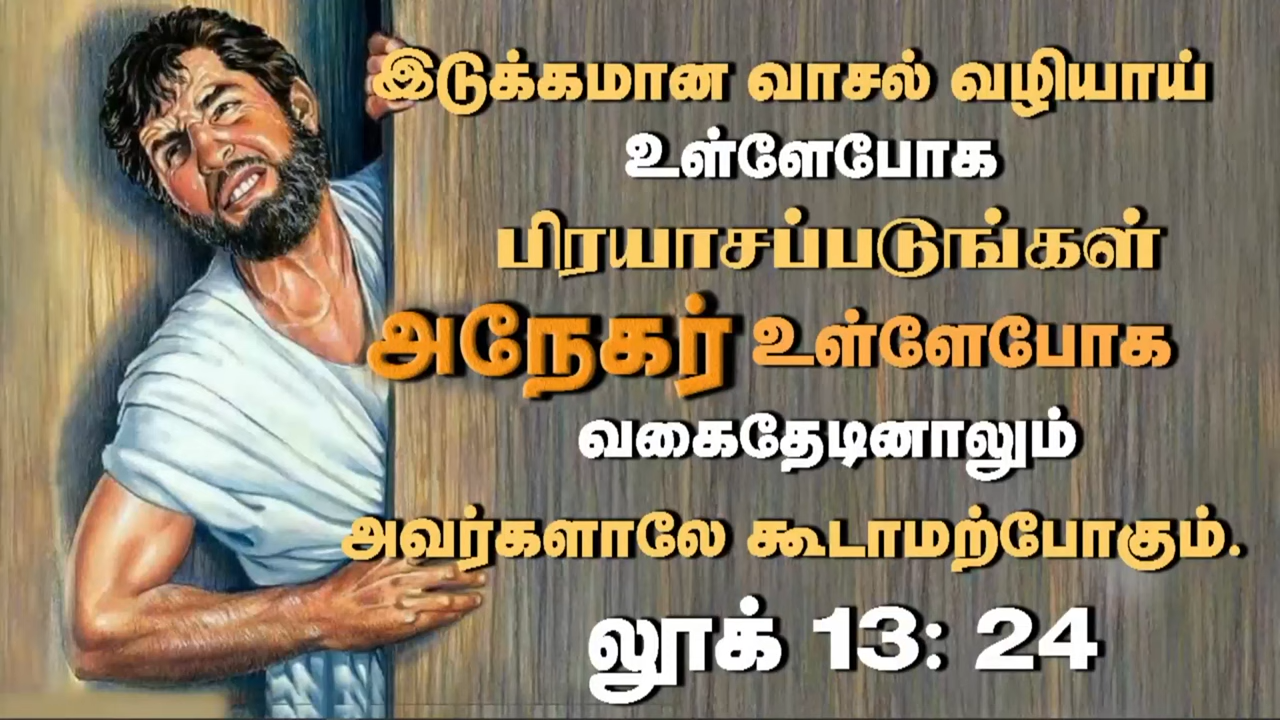 இடுக்கமான வாசல் வழியாய்
உள்ளேபோக
பிரயாசப்படுங்கள்
அநேகர் உள்ளேபோக
வகைதேடினாலும்
அவர்களாலே கூடாமற்போகும்.
லூக் 13: 24